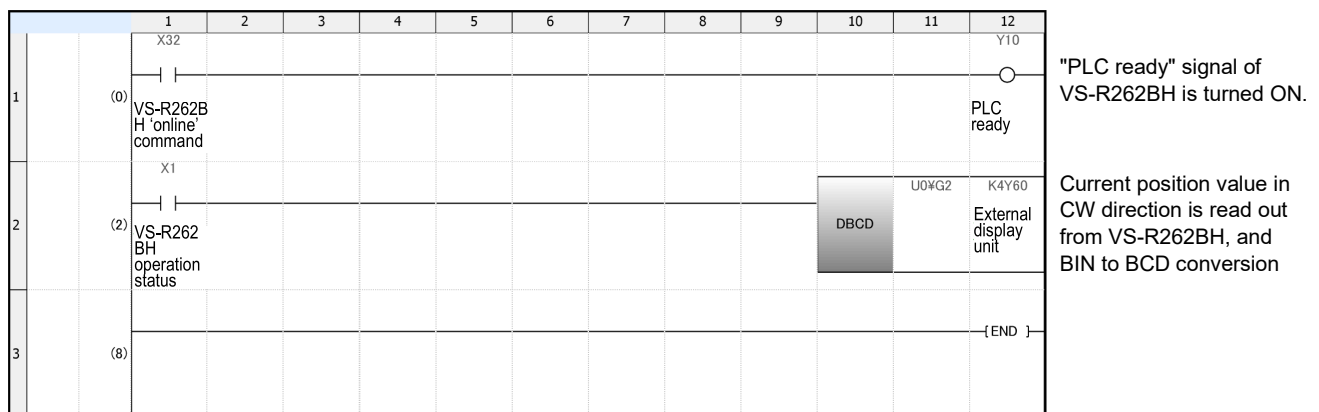 1 2 3 4 5 6 7 8 9 10 11 12
X32 Y10
1 (0)
VS-R262B
H ‘online’
command
PLC
ready
"PLC ready" signal of
VS-R262BH is turned ON.
X1
2 (2)
VS-R262
BH
operation
status
DBCD
U0¥G2 K4Y60
External
display
unit
Current position value in
CW direction is read out
from VS-R262BH, and
BIN to BCD conversion
3 (8)
[END ]